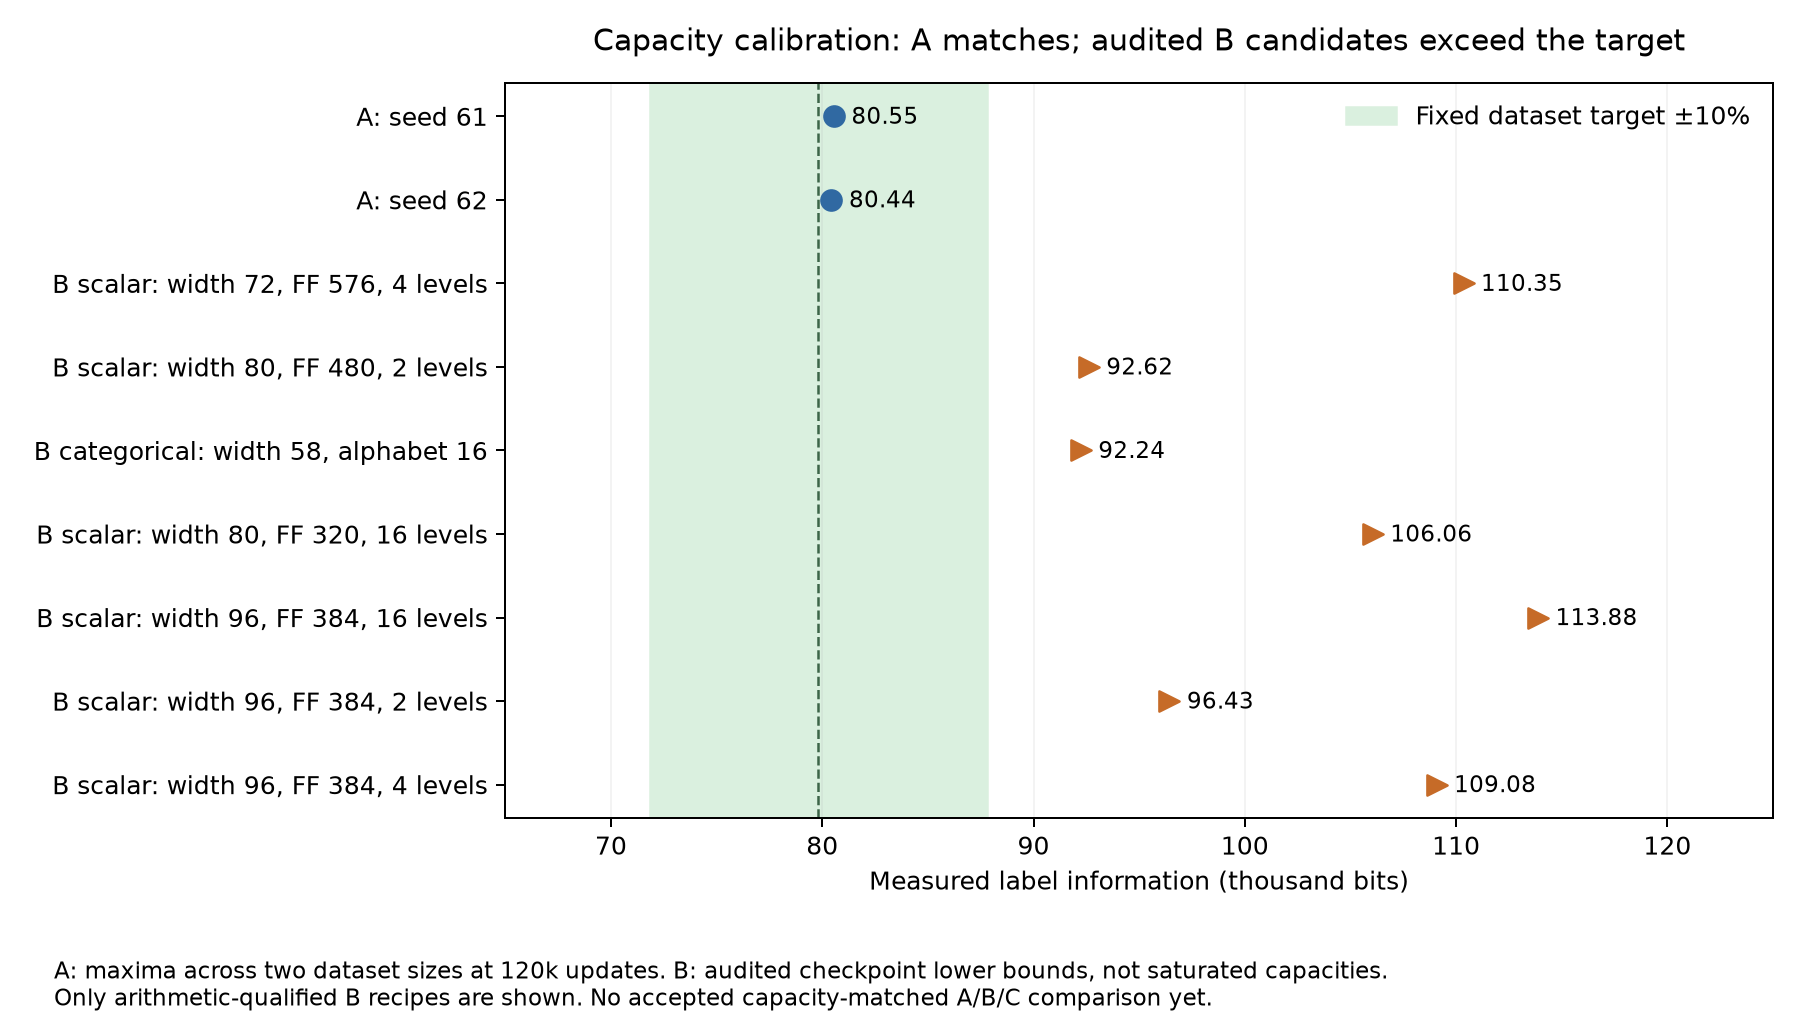 Capacity calibration: A matches; audited B candidates exceed the target
Fixed dataset target ±10%
A: seed 61
80.55
A: seed 62
80.44
B scalar: width 72, FF 576, 4 levels
110.35
B scalar: width 80, FF 480, 2 levels
92.62
B categorical: width 58, alphabet 16
92.24
B scalar: width 80, FF 320, 16 levels
106.06
B scalar: width 96, FF 384, 16 levels
113.88
B scalar: width 96, FF 384, 2 levels
96.43
B scalar: width 96, FF 384, 4 levels
109.08
70 80 90 100 110 120
Measured label information (thousand bits)
A: maxima across two dataset sizes at 120k updates. B: audited checkpoint lower bounds, not saturated capacities.
Only arithmetic-qualified B recipes are shown. No accepted capacity-matched A/B/C comparison yet.